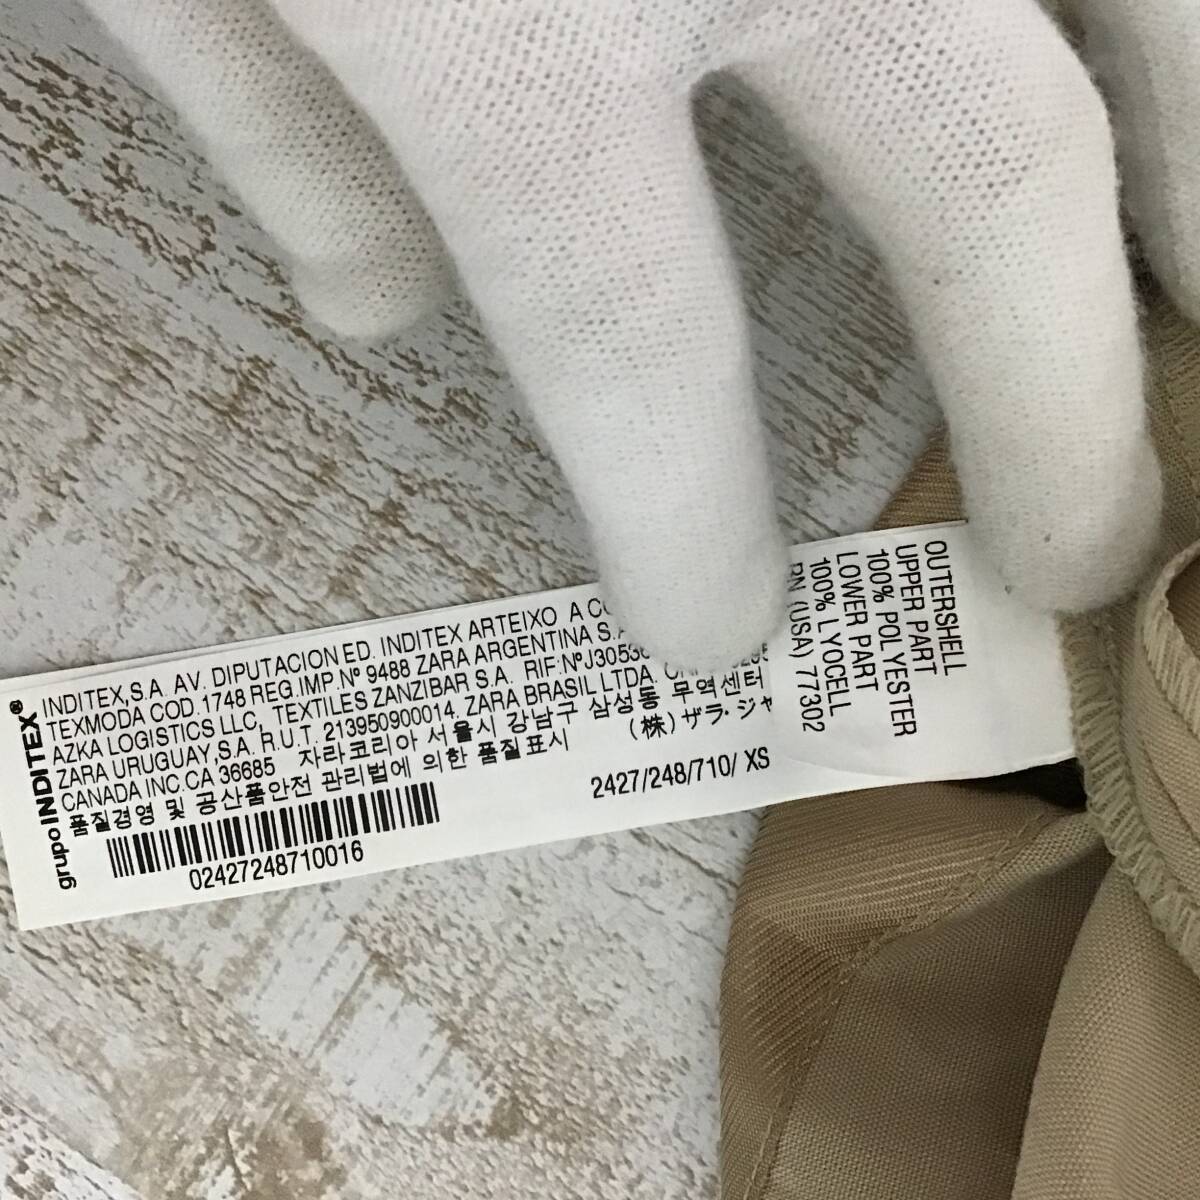 grupo INDITEX®
INDITEX,S.A. AV. DIPUTACION ED. INDITEX ARTEIXO A
TEXMODA COD. 1748 REG.IMP.Nº 9488 ZARA ARGENTINA S.A
AZKA LOGISTICS LLC, TEXTILES ZANZIBAR S.A. RIF:NºJ3053
ZARA URUGUAY,S.A. R.U.T. 213950900014. ZARA BRASIL LTDA.
CANADA INC.CA 36685 자라코리아 서울시 강남구 삼성동 무역센터
품질경영 및 공산품안전 관리법에 의한 품질표시 (株)ザラ・ジャ
2427/248/710/ XS
02427248710016
OUTERSHELL
UPPER PART
100% POLYESTER
LOWER PART
100% LYOCELL
RN (USA) 77302